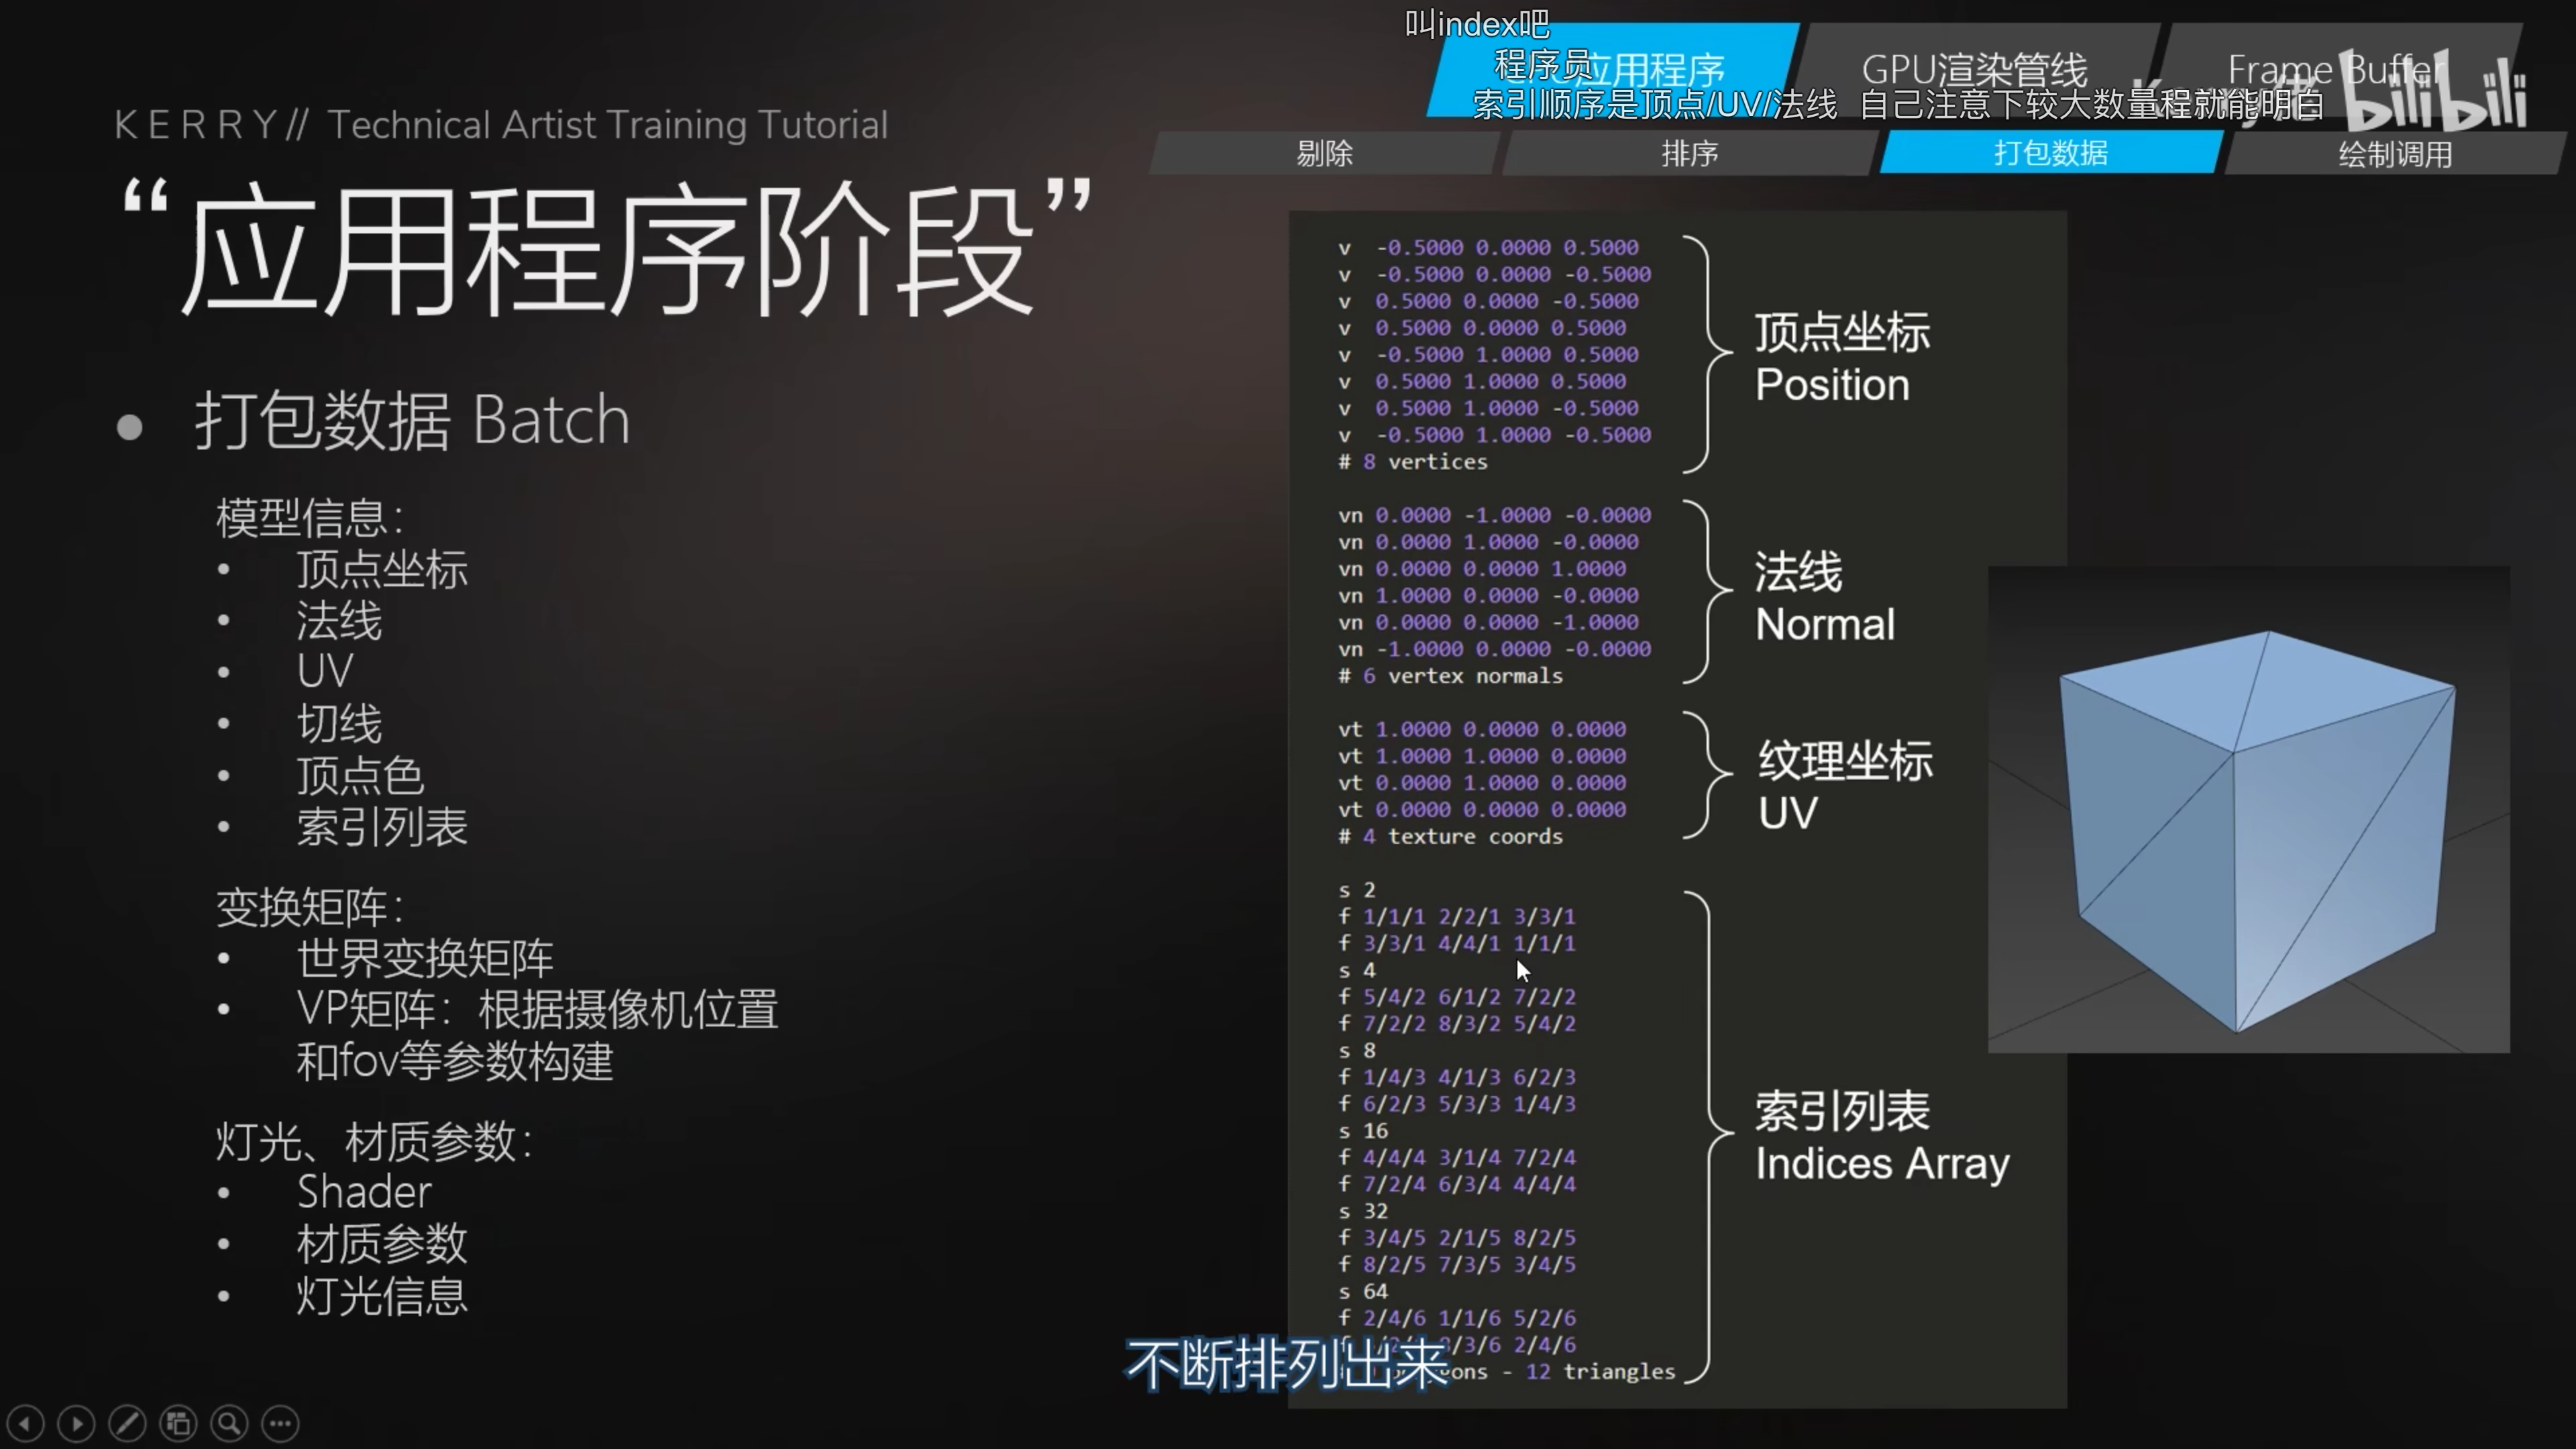 叫index吧
程序员
应用程序
GPU渲染管线
Frame Buffer
索引顺序是顶点/UV/法线 自己注意下较大数量程就能明白
bilibili
KERRY// Technical Artist Training Tutorial
剔除
排序
打包数据
绘制调用
“应用程序阶段”
• 打包数据 Batch
模型信息：
• 顶点坐标
• 法线
• UV
• 切线
• 顶点色
• 索引列表
变换矩阵：
• 世界变换矩阵
• VP矩阵：根据摄像机位置
和fov等参数构建
灯光、材质参数：
• Shader
• 材质参数
• 灯光信息
v -0.5000 0.0000 0.5000
v -0.5000 0.0000 -0.5000
v 0.5000 0.0000 -0.5000
v 0.5000 0.0000 0.5000
v -0.5000 1.0000 0.5000
v 0.5000 1.0000 0.5000
v 0.5000 1.0000 -0.5000
v -0.5000 1.0000 -0.5000
# 8 vertices
顶点坐标
Position
vn 0.0000 -1.0000 -0.0000
vn 0.0000 1.0000 -0.0000
vn 0.0000 0.0000 1.0000
vn 1.0000 0.0000 -0.0000
vn 0.0000 0.0000 -1.0000
vn -1.0000 0.0000 -0.0000
# 6 vertex normals
法线
Normal
vt 1.0000 0.0000 0.0000
vt 1.0000 1.0000 0.0000
vt 0.0000 1.0000 0.0000
vt 0.0000 0.0000 0.0000
# 4 texture coords
纹理坐标
UV
s 2
f 1/1/1 2/2/1 3/3/1
f 3/3/1 4/4/1 1/1/1
s 4
f 5/4/2 6/1/2 7/2/2
f 7/2/2 8/3/2 5/4/2
s 8
f 1/4/3 4/1/3 6/2/3
f 6/2/3 5/3/3 1/4/3
s 16
f 4/4/4 3/1/4 7/2/4
f 7/2/4 6/3/4 4/4/4
s 32
f 3/4/5 2/1/5 8/2/5
f 8/2/5 7/3/5 3/4/5
s 64
f 2/4/6 1/1/6 5/2/6
/3/6 2/4/6
ons - 12 triangles
索引列表
Indices Array
不断排列出来